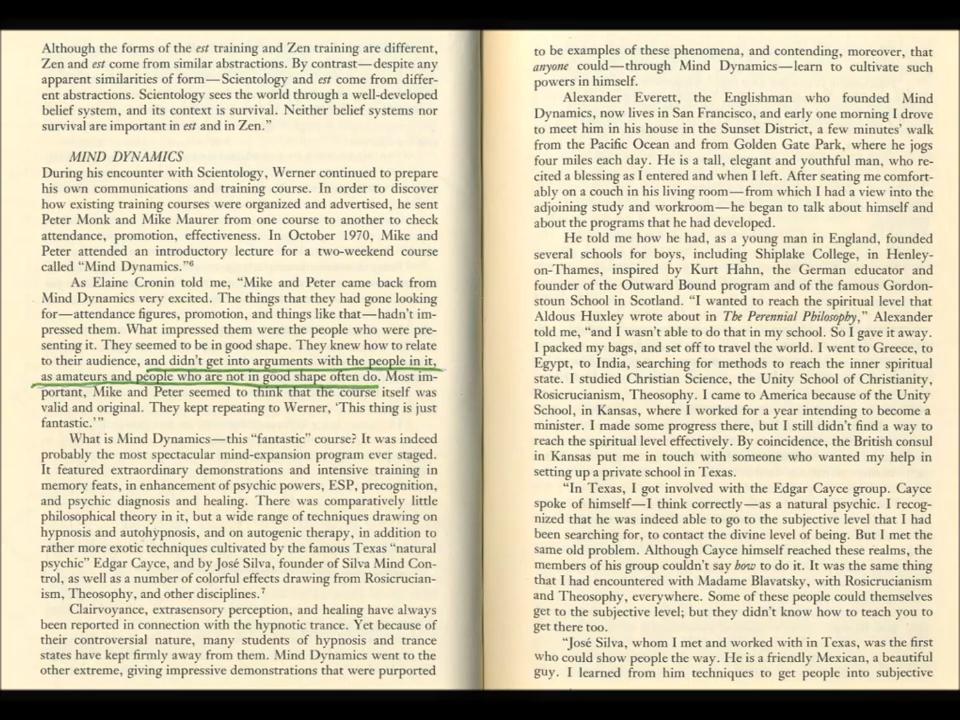 Although the forms of the est training and Zen training are different,
Zen and est come from similar abstractions. By contrast—despite any
apparent similarities of form—Scientology and est come from differ-
ent abstractions. Scientology sees the world through a well-developed
belief system, and its context is survival. Neither belief systems nor
survival are important in est and in Zen.”
MIND DYNAMICS
During his encounter with Scientology, Werner continued to prepare
his own communications and training course. In order to discover
how existing training courses were organized and advertised, he sent
Peter Monk and Mike Maurer from one course to another to check
attendance, promotion, effectiveness. In October 1970, Mike and
Peter attended an introductory lecture for a two-weekend course
called “Mind Dynamics.”6
As Elaine Cronin told me, “Mike and Peter came back from
Mind Dynamics very excited. The things that they had gone looking
for—attendance figures, promotion, and things like that—hadn’t im-
pressed them. What impressed them were the people who were pre-
senting it. They seemed to be in good shape. They knew how to relate
to their audience, and didn’t get into arguments with the people in it,
as amateurs and people who are not in good shape often do. Most im-
portant, Mike and Peter seemed to think that the course itself was
valid and original. They kept repeating to Werner, ‘This thing is just
fantastic.’”
What is Mind Dynamics—this “fantastic” course? It was indeed
probably the most spectacular mind-expansion program ever staged.
It featured extraordinary demonstrations and intensive training in
memory feats, in enhancement of psychic powers, ESP, precognition,
and psychic diagnosis and healing. There was comparatively little
philosophical theory in it, but a wide range of techniques drawing on
hypnosis and autohypnosis, and on autogenic therapy, in addition to
rather more exotic techniques cultivated by the famous Texas “natural
psychic” Edgar Cayce, and by José Silva, founder of Silva Mind Con-
trol, as well as a number of colorful effects drawing from Rosicrucian-
ism, Theosophy, and other disciplines.7
Clairvoyance, extrasensory perception, and healing have always
been reported in connection with the hypnotic trance. Yet because of
their controversial nature, many students of hypnosis and trance
states have kept firmly away from them. Mind Dynamics went to the
other extreme, giving impressive demonstrations that were purported
to be examples of these phenomena, and contending, moreover, that
anyone could—through Mind Dynamics—learn to cultivate such
powers in himself.
Alexander Everett, the Englishman who founded Mind
Dynamics, now lives in San Francisco, and early one morning I drove
to meet him in his house in the Sunset District, a few minutes’ walk
from the Pacific Ocean and from Golden Gate Park, where he jogs
four miles each day. He is a tall, elegant and youthful man, who re-
cited a blessing as I entered and when I left. After seating me comfort-
ably on a couch in his living room—from which I had a view into the
adjoining study and workroom—he began to talk about himself and
about the programs that he had developed.
He told me how he had, as a young man in England, founded
several schools for boys, including Shiplake College, in Henley-
on-Thames, inspired by Kurt Hahn, the German educator and
founder of the Outward Bound program and of the famous Gordon-
stoun School in Scotland. “I wanted to reach the spiritual level that
Aldous Huxley wrote about in The Perennial Philosophy,” Alexander
told me, “and I wasn’t able to do that in my school. So I gave it away.
I packed my bags, and set off to travel the world. I went to Greece, to
Egypt, to India, searching for methods to reach the inner spiritual
state. I studied Christian Science, the Unity School of Christianity,
Rosicrucianism, Theosophy. I came to America because of the Unity
School, in Kansas, where I worked for a year intending to become a
minister. I made some progress there, but I still didn’t find a way to
reach the spiritual level effectively. By coincidence, the British consul
in Kansas put me in touch with someone who wanted my help in
setting up a private school in Texas.
“In Texas, I got involved with the Edgar Cayce group. Cayce
spoke of himself—I think correctly—as a natural psychic. I recog-
nized that he was indeed able to go to the subjective level that I had
been searching for, to contact the divine level of being. But I met the
same old problem. Although Cayce himself reached these realms, the
members of his group couldn’t say how to do it. It was the same thing
that I had encountered with Madame Blavatsky, with Rosicrucianism
and Theosophy, everywhere. Some of these people could themselves
get to the subjective level; but they didn’t know how to teach you to
get there too.
“José Silva, whom I met and worked with in Texas, was the first
who could show people the way. He is a friendly Mexican, a beautiful
guy. I learned from him techniques to get people into subjective